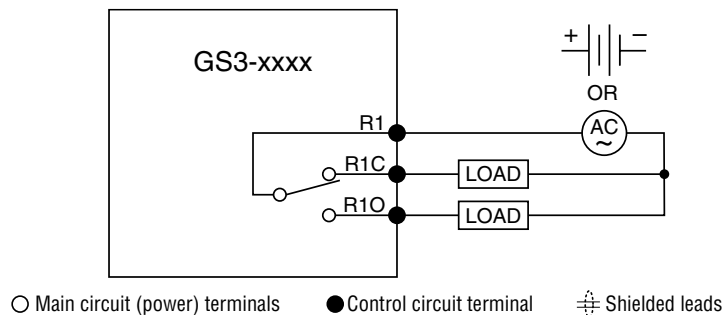 GS3-xxxx
+ –
OR
R1
AC
~
R1C
LOAD
R1O
LOAD
Main circuit (power) terminals
Control circuit terminal
Shielded leads